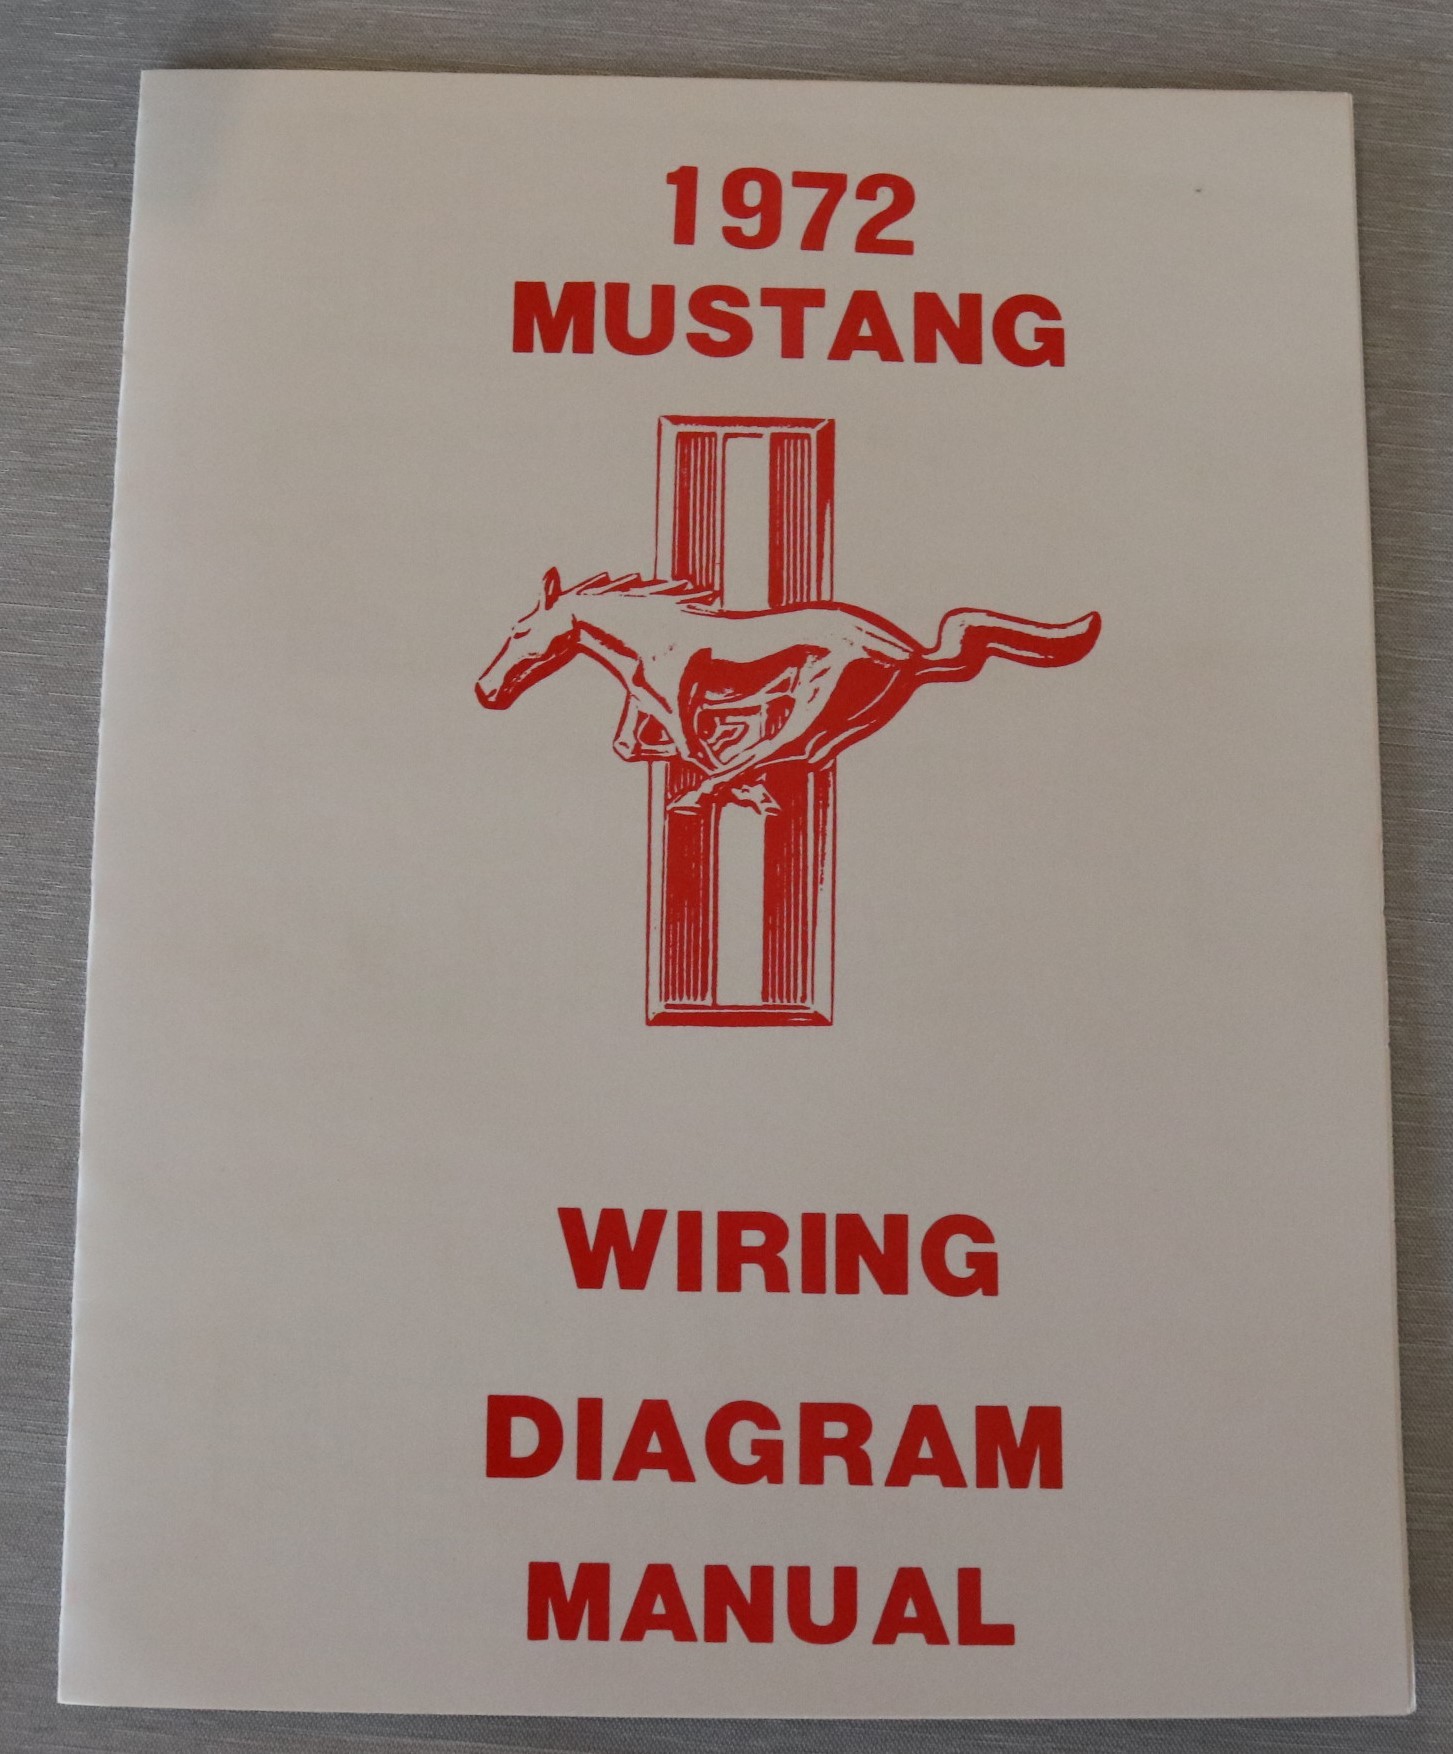 1972
MUSTANG
WIRING
DIAGRAM
MANUAL